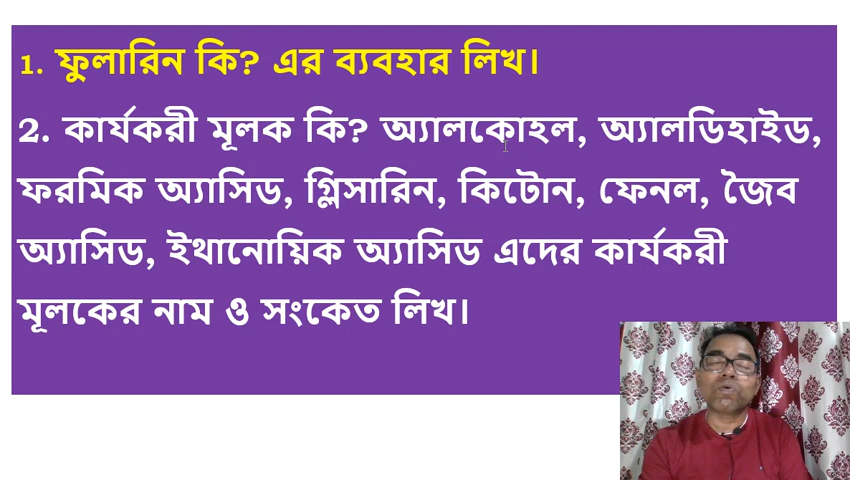 1. ফুলারিন কি? এর ব্যবহার লিখ।
2. কার্যকরী মূলক কি? অ্যালকোহল, অ্যালডিহাইড,
ফরমিক অ্যাসিড, গ্লিসারিন, কিটোন, ফেনল, জৈব
অ্যাসিড, ইথানোয়িক অ্যাসিড এদের কার্যকরী
মূলকের নাম ও সংকেত লিখ।